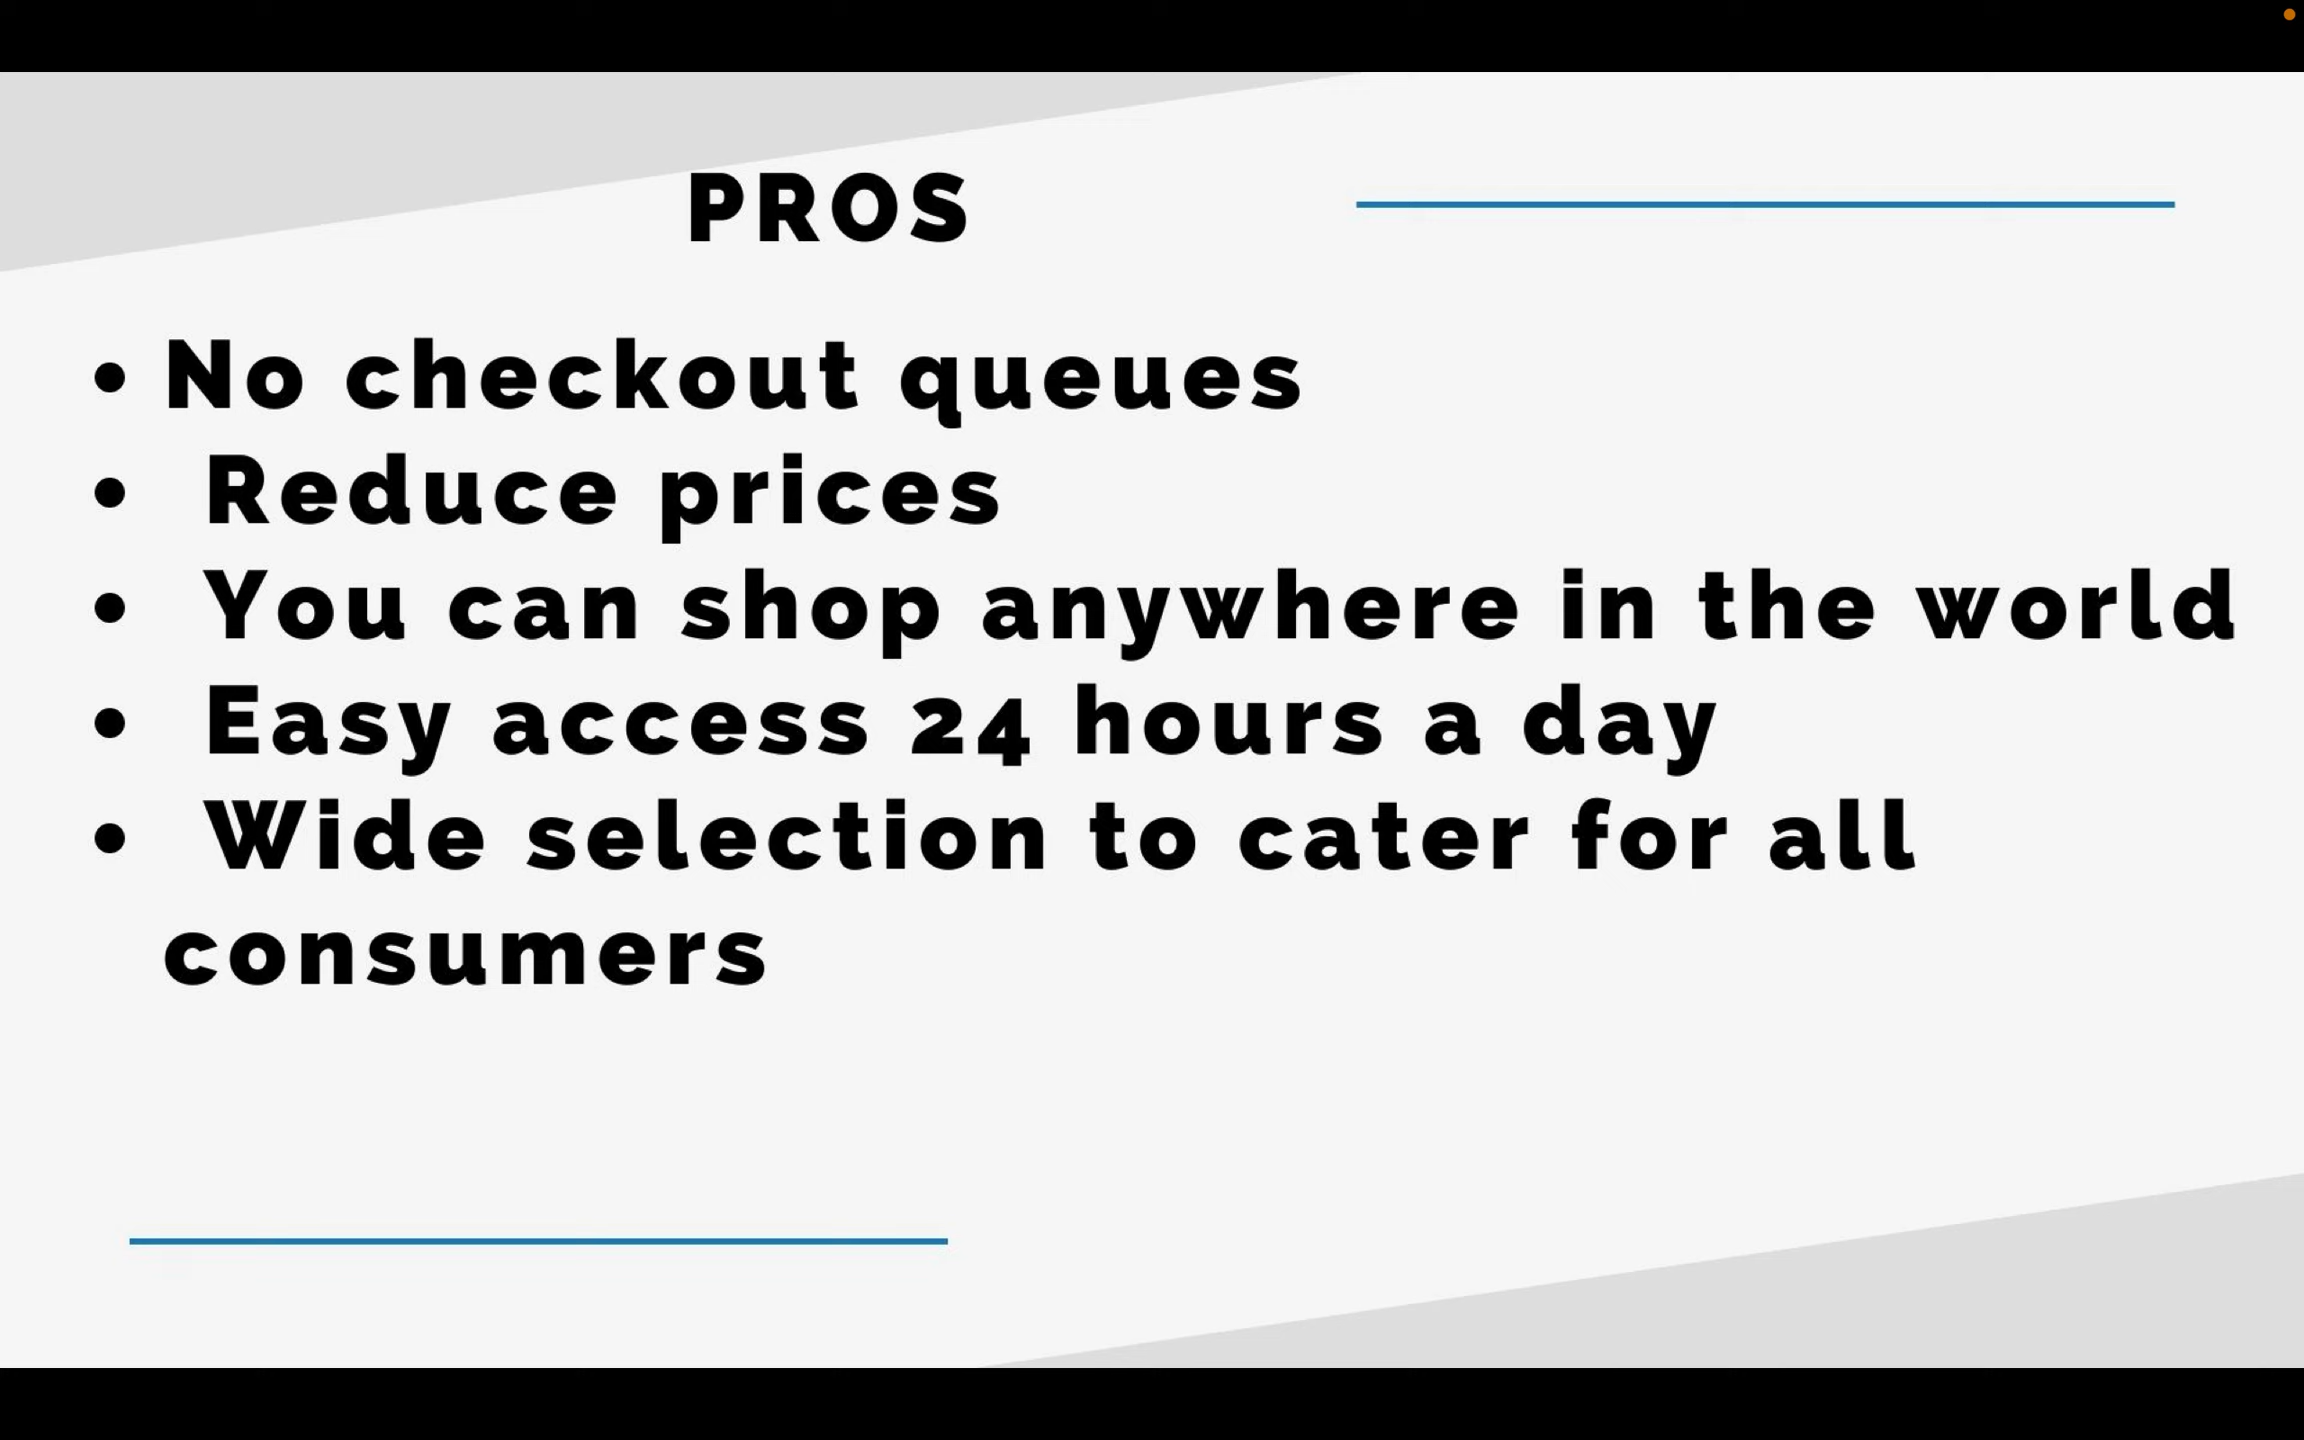 PROS
• No checkout queues
• Reduce prices
• You can shop anywhere in the world
• Easy access 24 hours a day
• Wide selection to cater for all
consumers